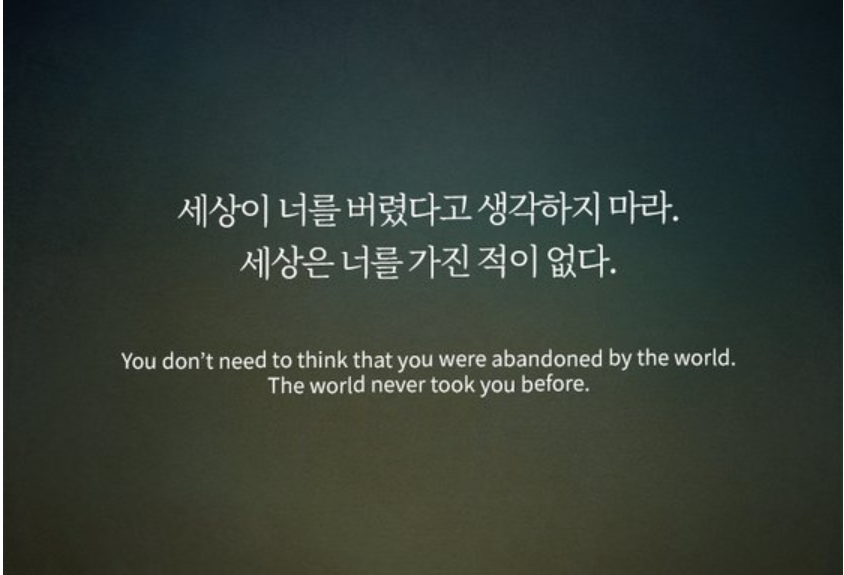 세상이 너를 버렸다고 생각하지 마라.
세상은 너를 가진 적이 없다.
You don't need to think that you were abandoned by the world.
The world never took you before.